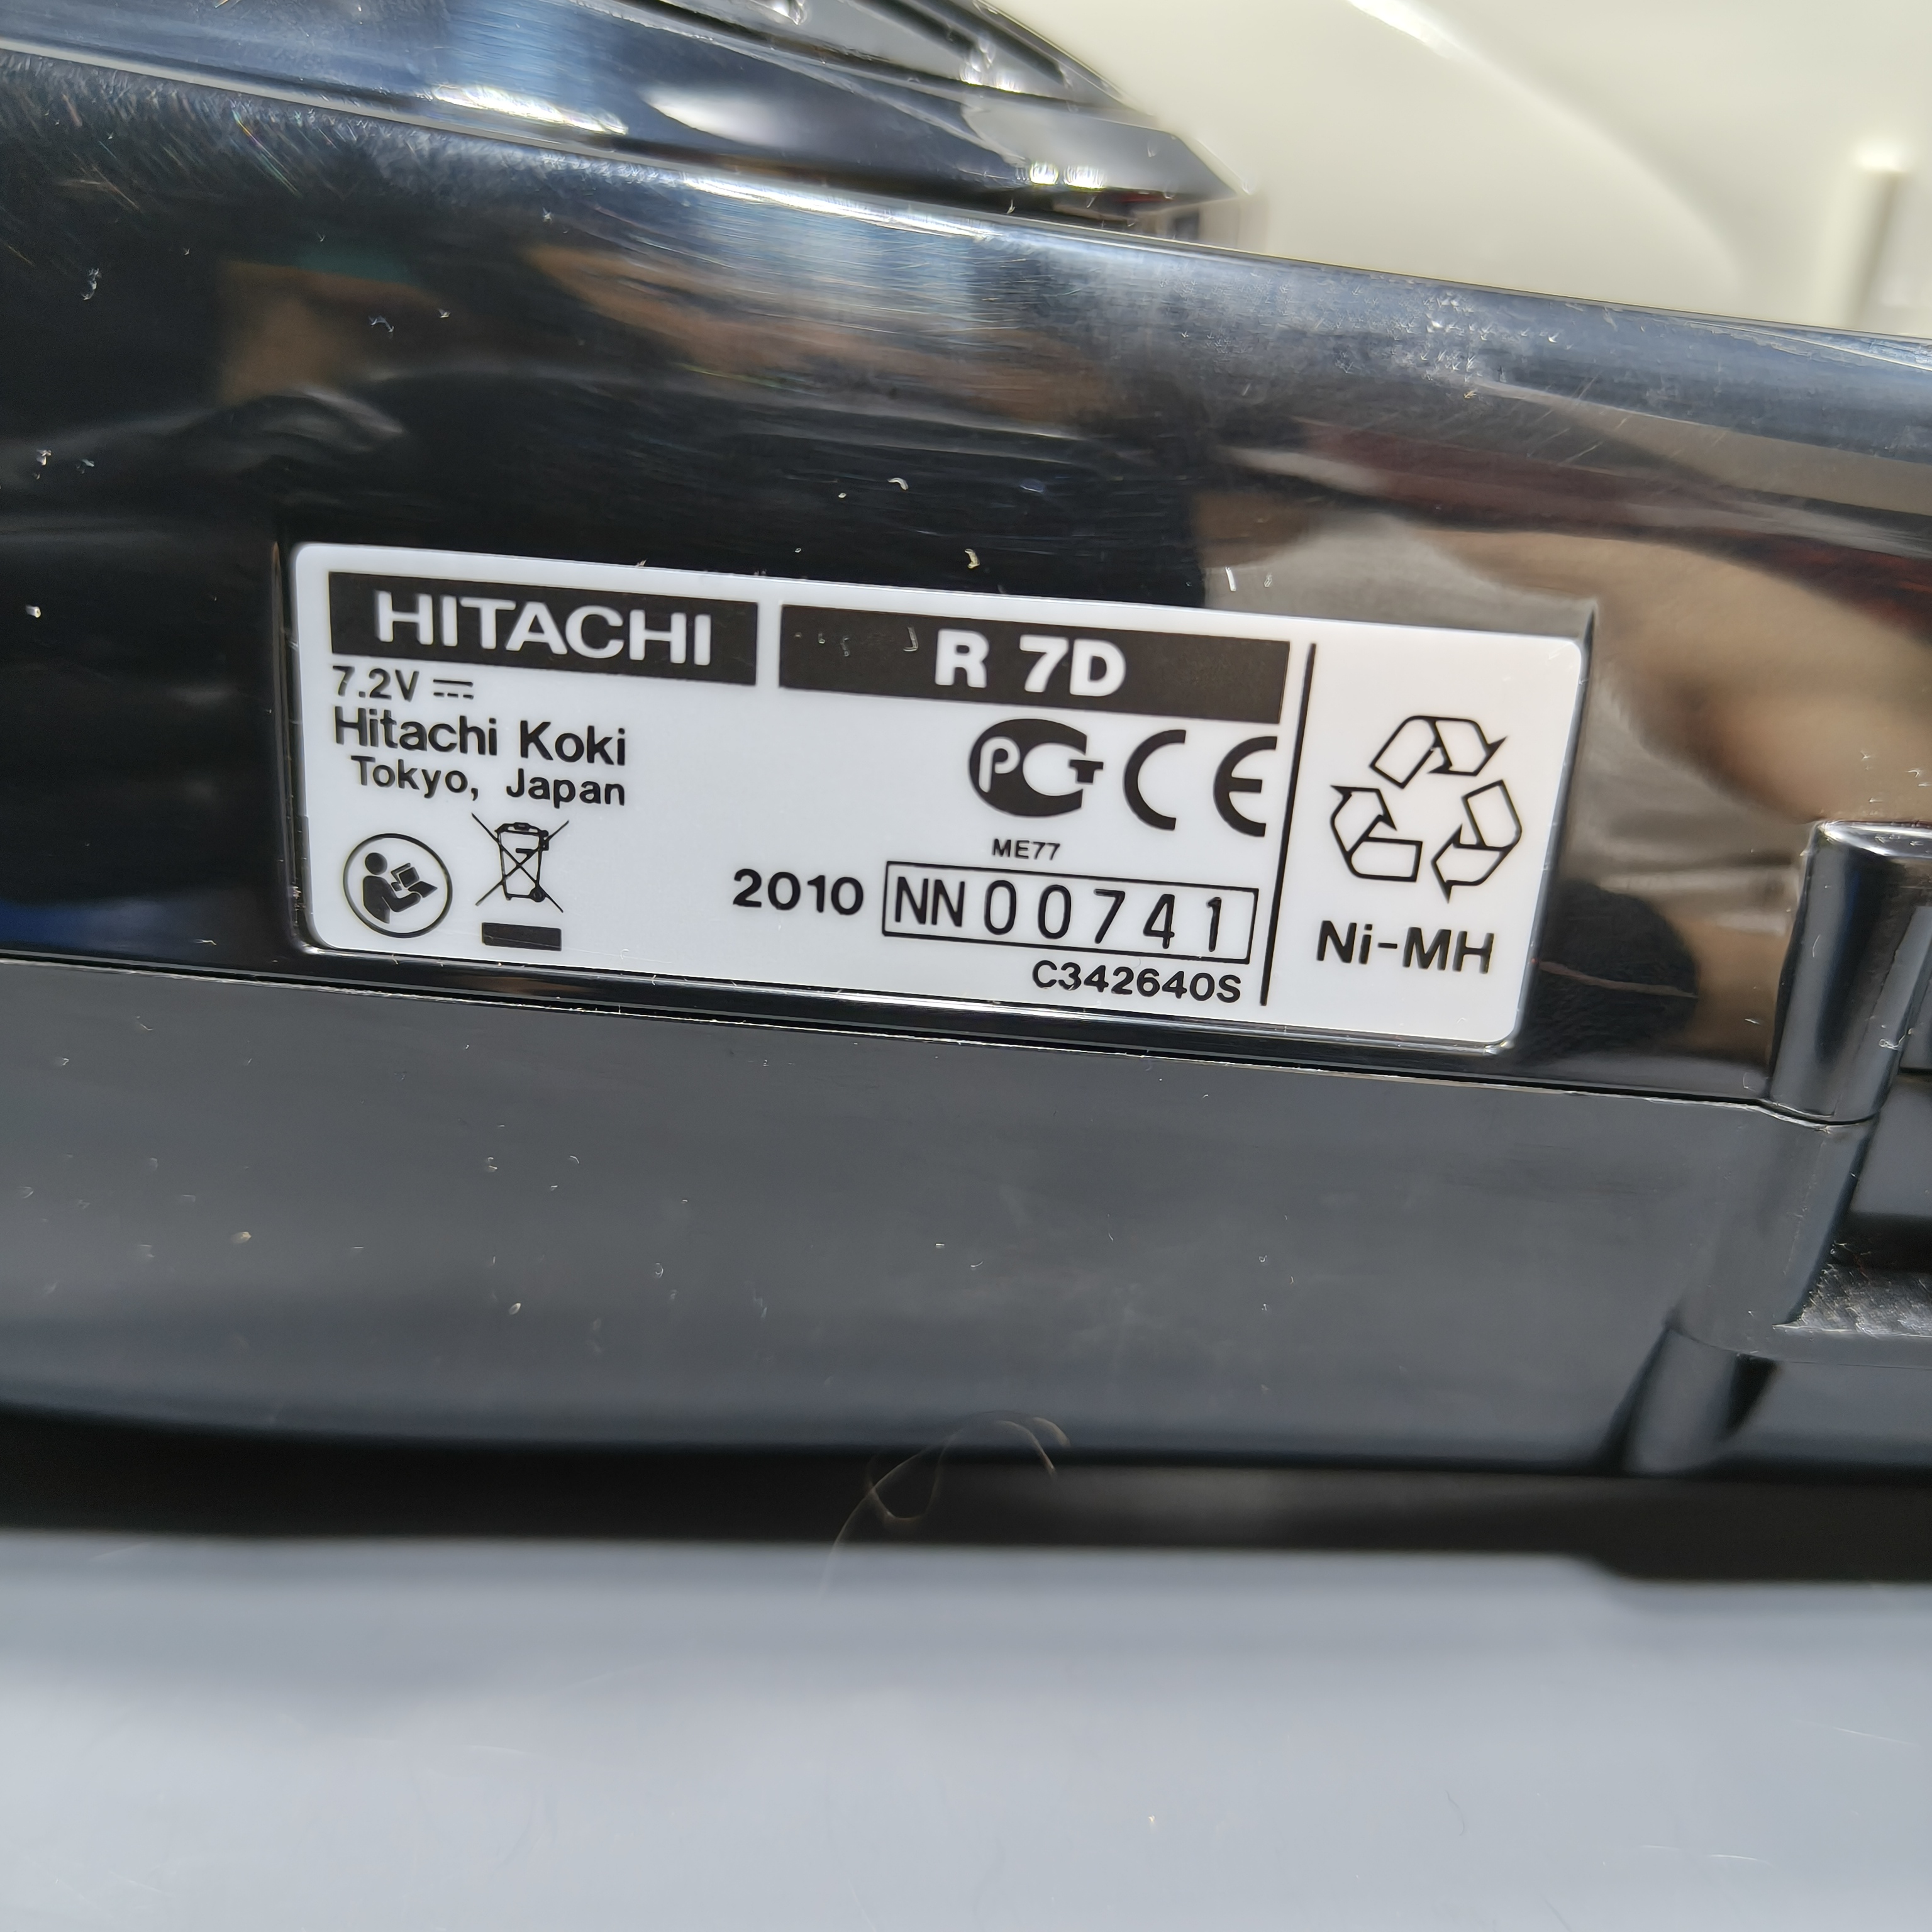 HITACHI R 7D
7.2V
Hitachi Koki
Tokyo, Japan
PCT CE
ME77
2010 NN00741
C342640S
Ni-MH